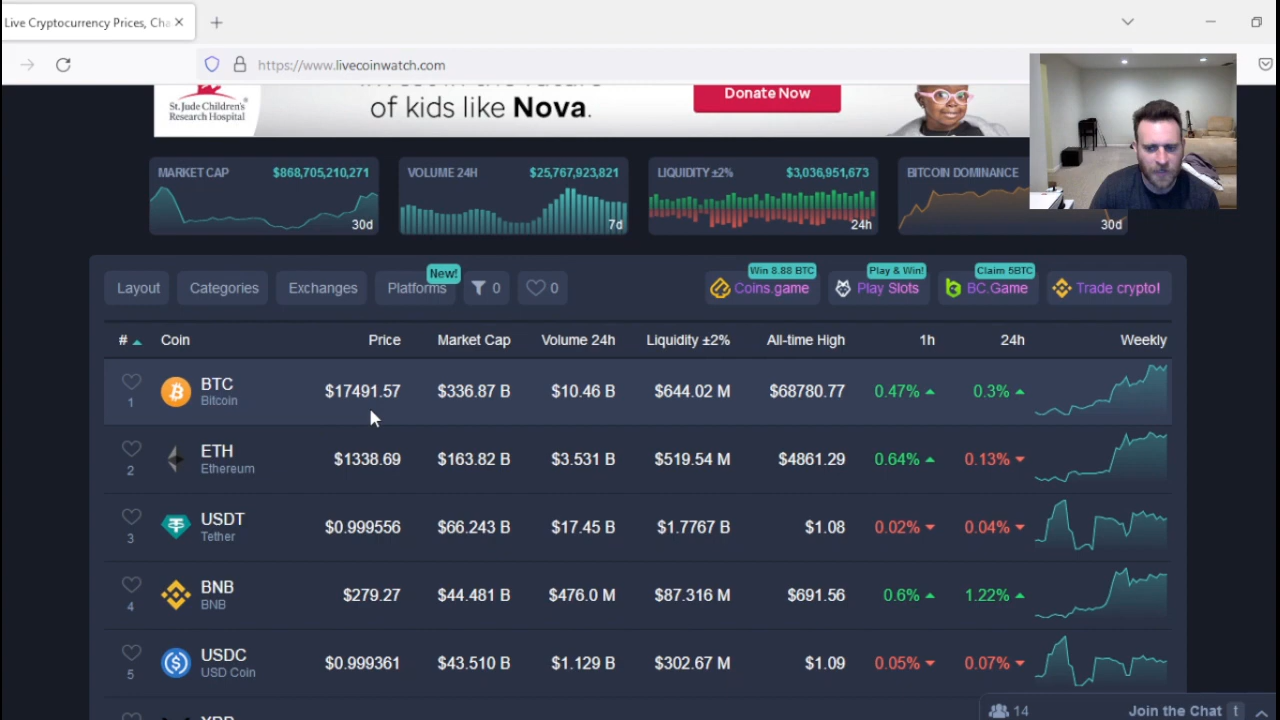 Live Cryptocurrency Prices, Cha
https://www.livecoinwatch.com
St. Jude Children's
Research Hospital
of kids like Nova.
Donate Now
MARKET CAP $868,705,210,271
30d
VOLUME 24H $25,767,923,821
7d
LIQUIDITY ±2% $3,036,951,673
24h
BITCOIN DOMINANCE
30d
Layout Categories Exchanges Platforms New! 0 0
Win 8.88 BTC Coins.game
Play & Win! Play Slots
Claim 5BTC BC.Game
Trade crypto!
# Coin Price Market Cap Volume 24h Liquidity ±2% All-time High 1h 24h Weekly
1 BTC Bitcoin $17491.57 $336.87 B $10.46 B $644.02 M $68780.77 0.47% 0.3%
2 ETH Ethereum $1338.69 $163.82 B $3.531 B $519.54 M $4861.29 0.64% 0.13%
3 USDT Tether $0.999556 $66.243 B $17.45 B $1.7767 B $1.08 0.02% 0.04%
4 BNB BNB $279.27 $44.481 B $476.0 M $87.316 M $691.56 0.6% 1.22%
5 USDC USD Coin $0.999361 $43.510 B $1.129 B $302.67 M $1.09 0.05% 0.07%
14 Join the Chat t